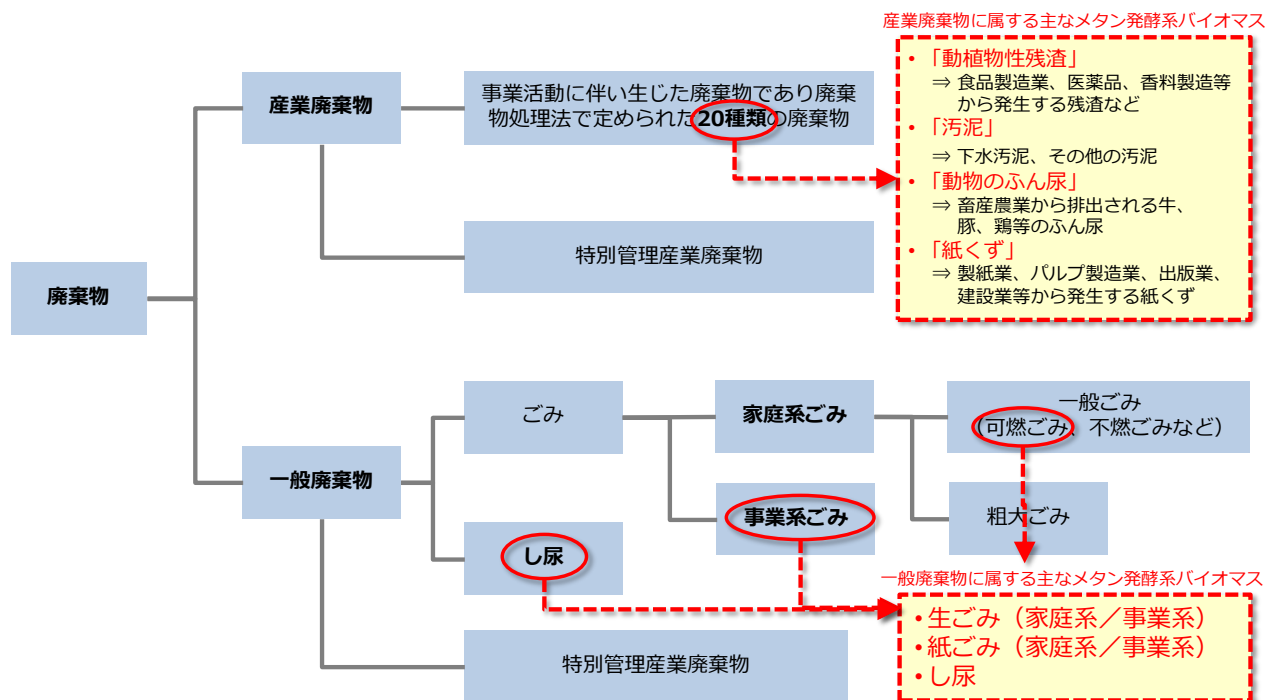 産業廃棄物に属する主なメタン発酵系バイオマス
・「動植物性残渣」
⇒ 食品製造業、医薬品、香料製造等
から発生する残渣など
・「汚泥」
⇒ 下水汚泥、その他の汚泥
・「動物のふん尿」
⇒ 畜産農業から排出される牛、
豚、鶏等のふん尿
・「紙くず」
⇒ 製紙業、パルプ製造業、出版業、
建設業等から発生する紙くず
産業廃棄物
事業活動に伴い生じた廃棄物であり廃棄
物処理法で定められた20種類の廃棄物
特別管理産業廃棄物
廃棄物
ごみ
家庭系ごみ
一般ごみ
（可燃ごみ、不燃ごみなど）
一般廃棄物
し尿
事業系ごみ
粗大ごみ
特別管理産業廃棄物
一般廃棄物に属する主なメタン発酵系バイオマス
・生ごみ（家庭系／事業系）
・紙ごみ（家庭系／事業系）
・し尿